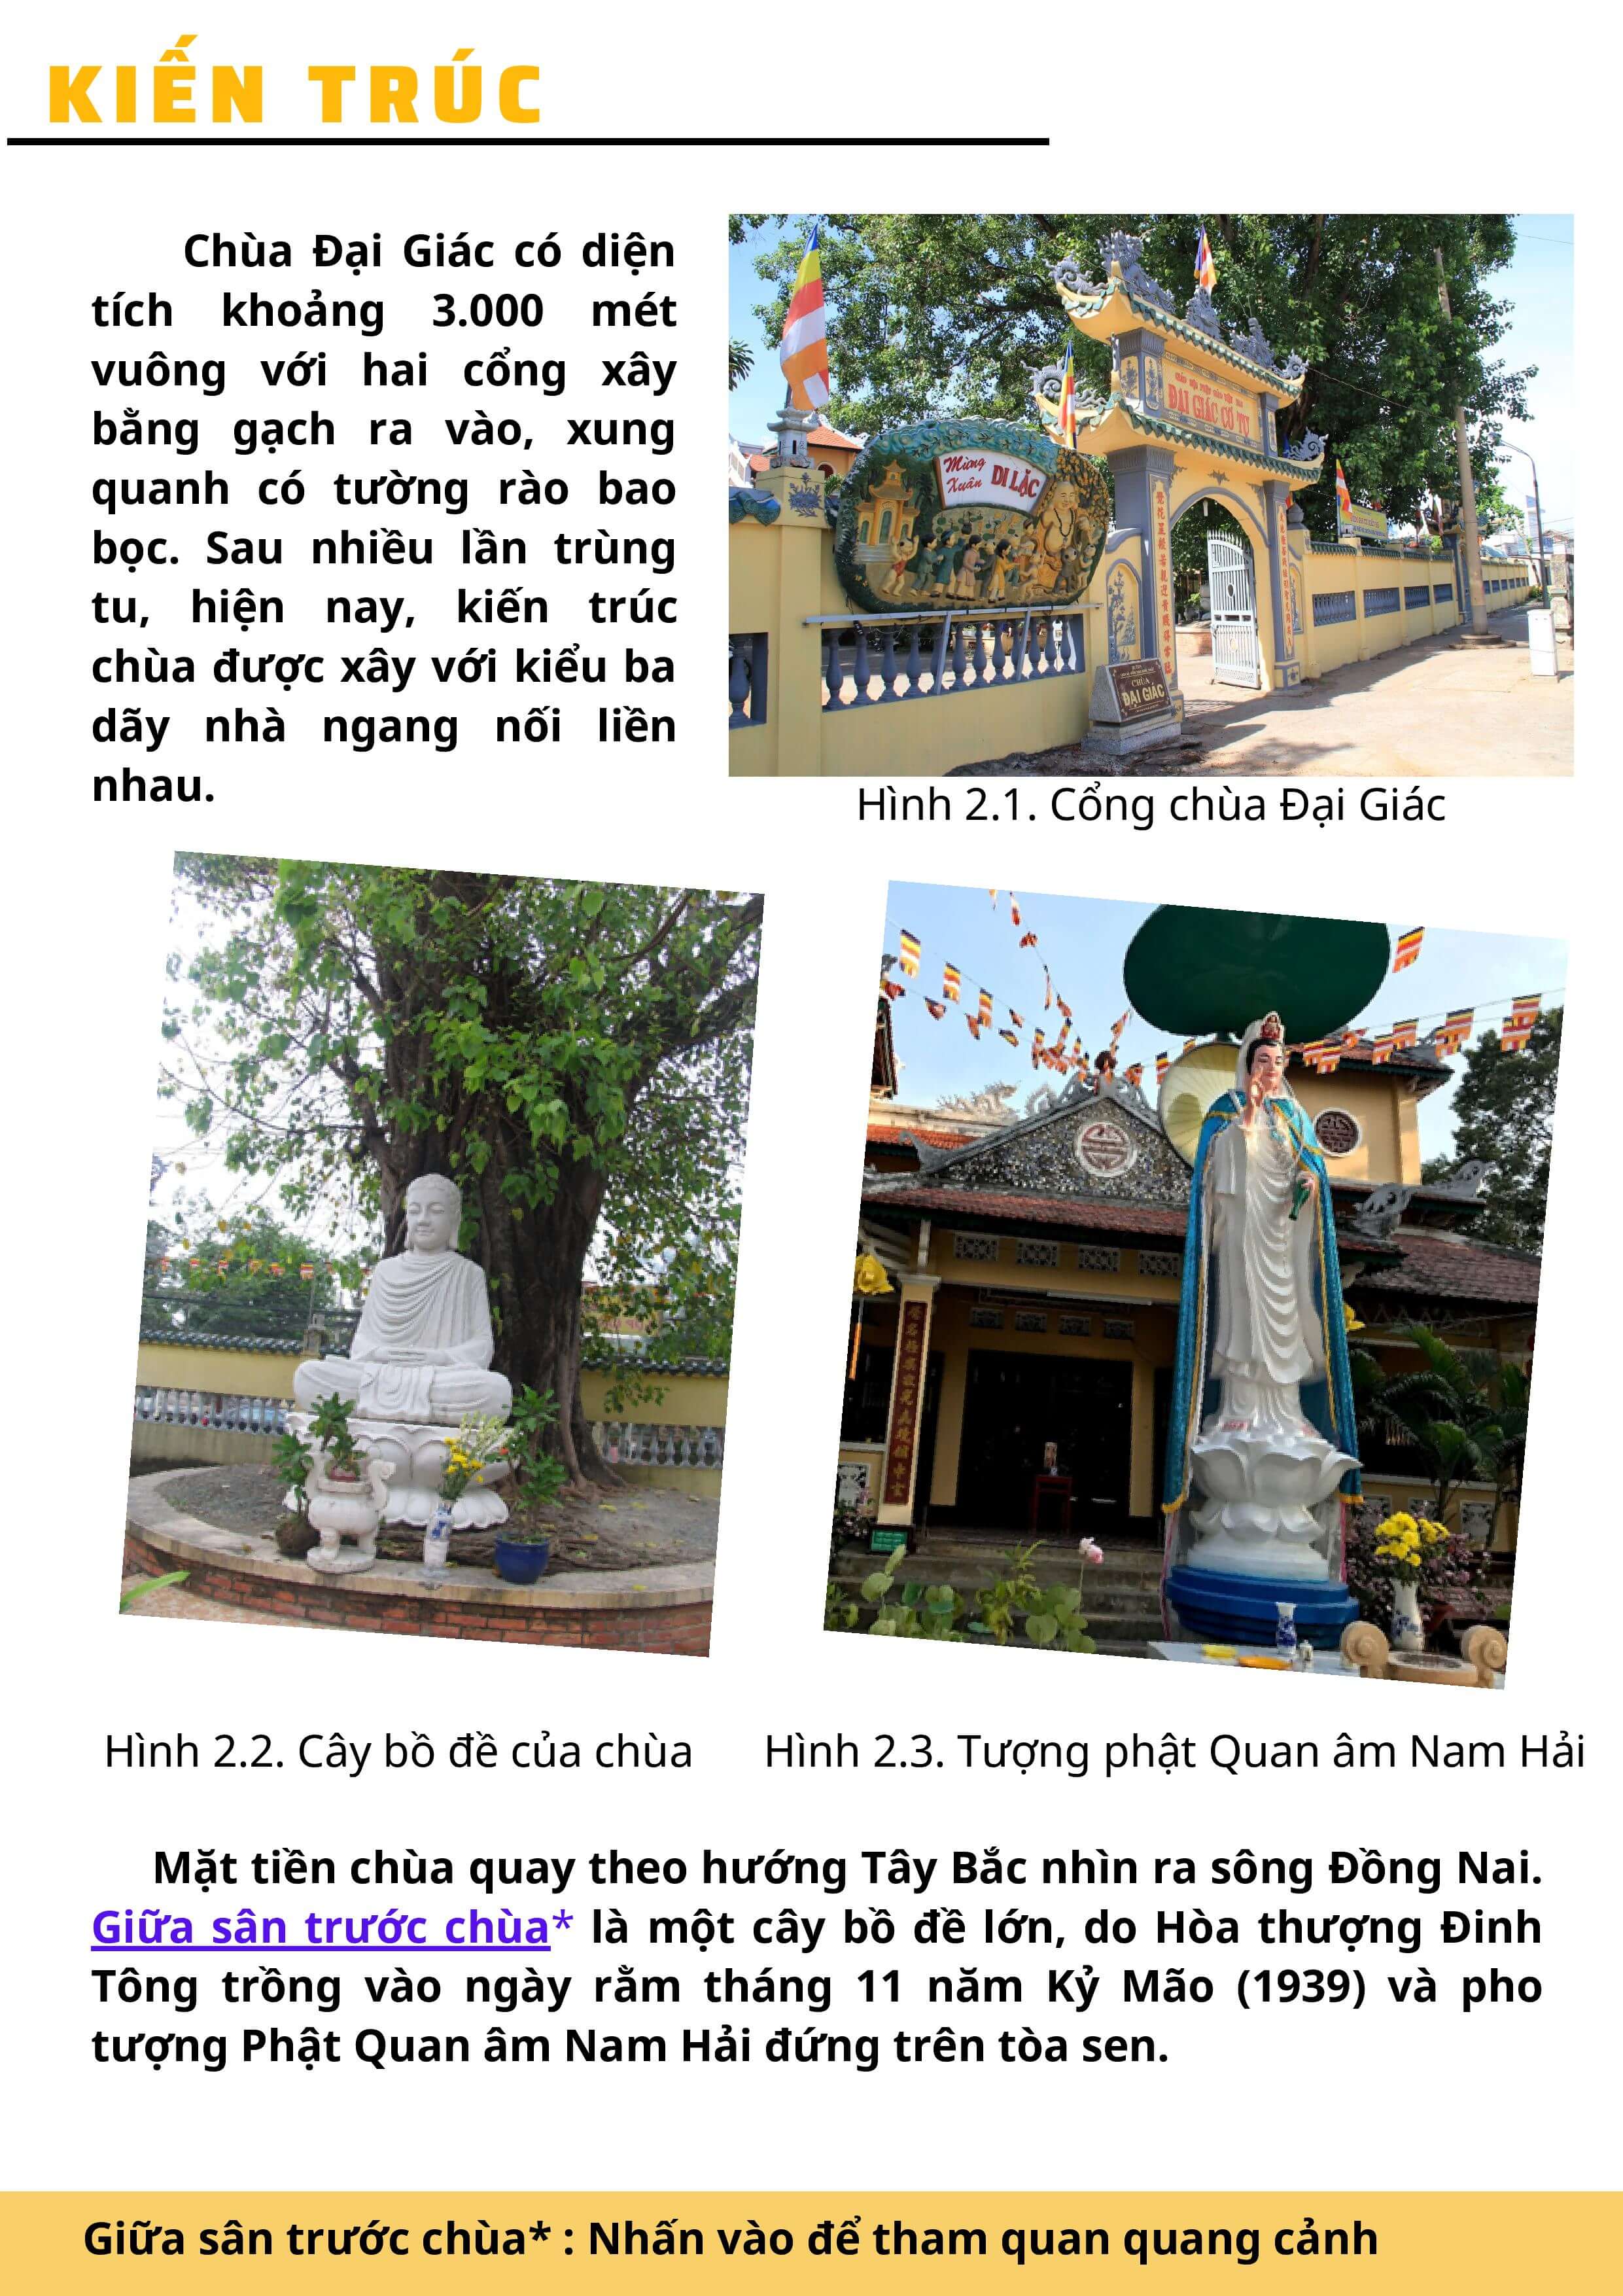 KIẾN TRÚC
Chùa Đại Giác có diện
tích khoảng 3.000 mét
vuông với hai cổng xây
bằng gạch ra vào, xung
quanh có tường rào bao
bọc. Sau nhiều lần trùng
tu, hiện nay, kiến trúc
chùa được xây với kiểu ba
dãy nhà ngang nối liền
nhau.
ĐẠI GIÁC CỔ TỰ
Mừng
Xuân DI LẶC
CHÙA
ĐẠI GIÁC
Hình 2.1. Cổng chùa Đại Giác
Hình 2.2. Cây bồ đề của chùa
Hình 2.3. Tượng phật Quan âm Nam Hải
Mặt tiền chùa quay theo hướng Tây Bắc nhìn ra sông Đồng Nai.
Giữa sân trước chùa* là một cây bồ đề lớn, do Hòa thượng Đinh
Tông trồng vào ngày rằm tháng 11 năm Kỷ Mão (1939) và pho
tượng Phật Quan âm Nam Hải đứng trên tòa sen.
Giữa sân trước chùa* : Nhấn vào để tham quan quang cảnh